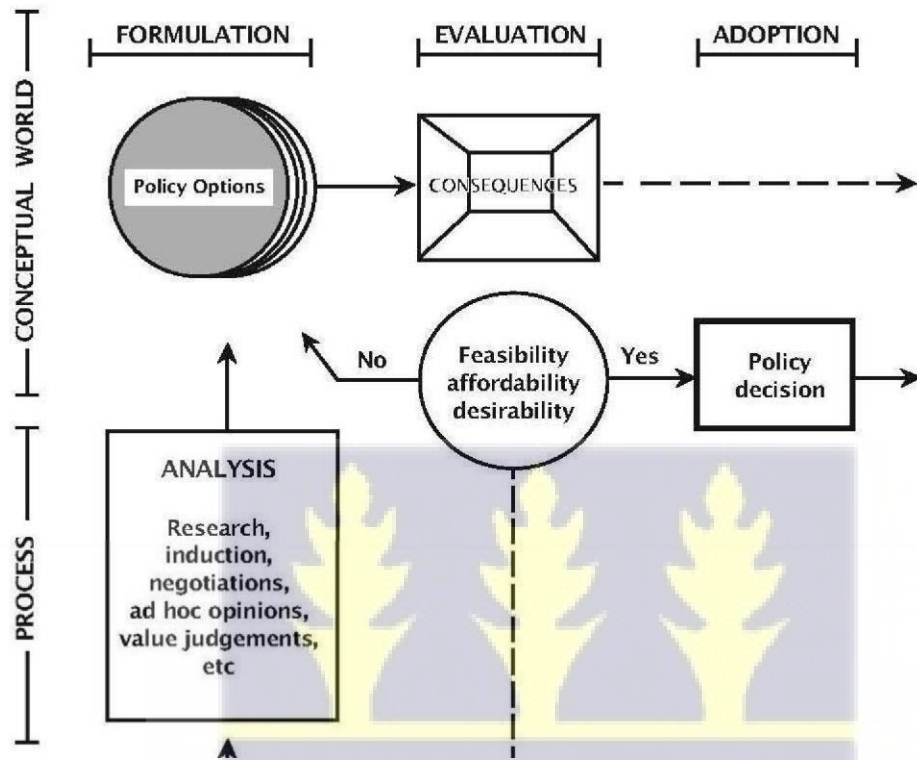 FORMULATION
EVALUATION
ADOPTION
CONCEPTUAL WORLD
Policy Options
CONSEQUENCES
No
Feasibility
affordability
desirability
Yes
Policy
decision
PROCESS
ANALYSIS
Research,
induction,
negotiations,
ad hoc opinions,
value judgements,
etc